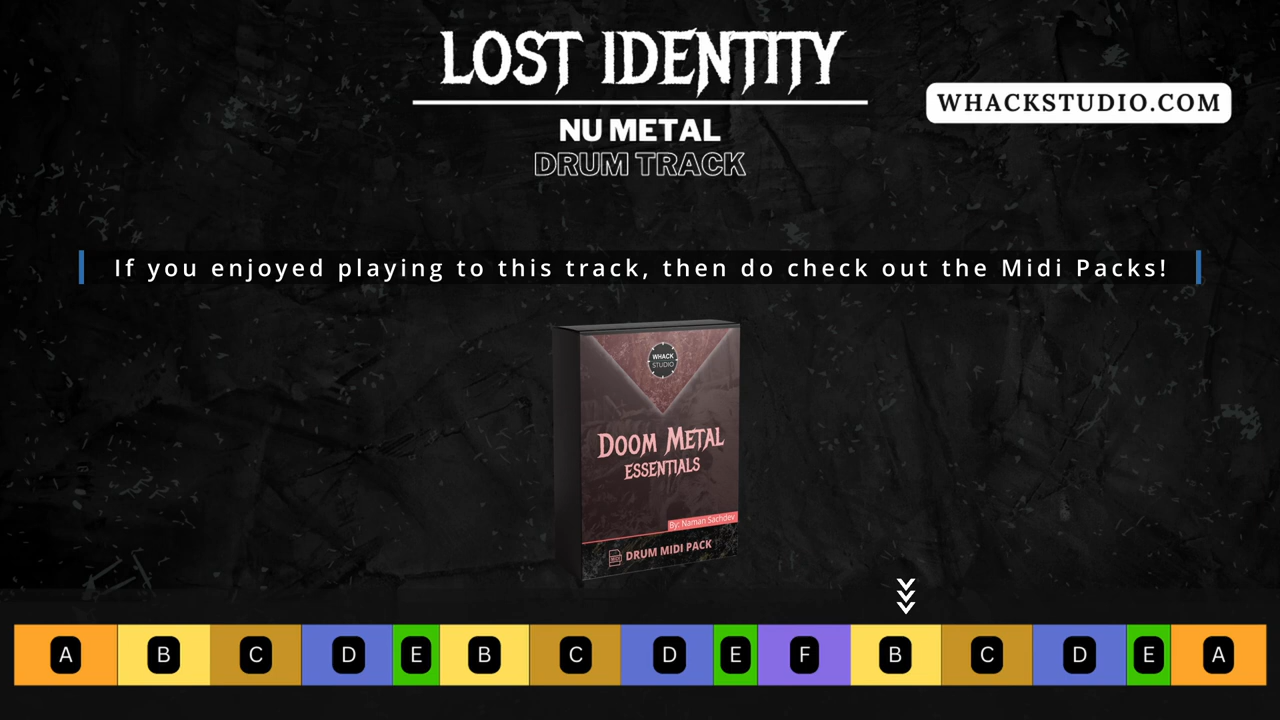 LOST IDENTITY
WHACKSTUDIO.COM
NU METAL
DRUM TRACK
If you enjoyed playing to this track, then do check out the Midi Packs!
WHACK
STUDIO
DOOM METAL
ESSENTIALS
By: Naman Sachdev
DRUM MIDI PACK
A B C D E B C D E F B C D E A